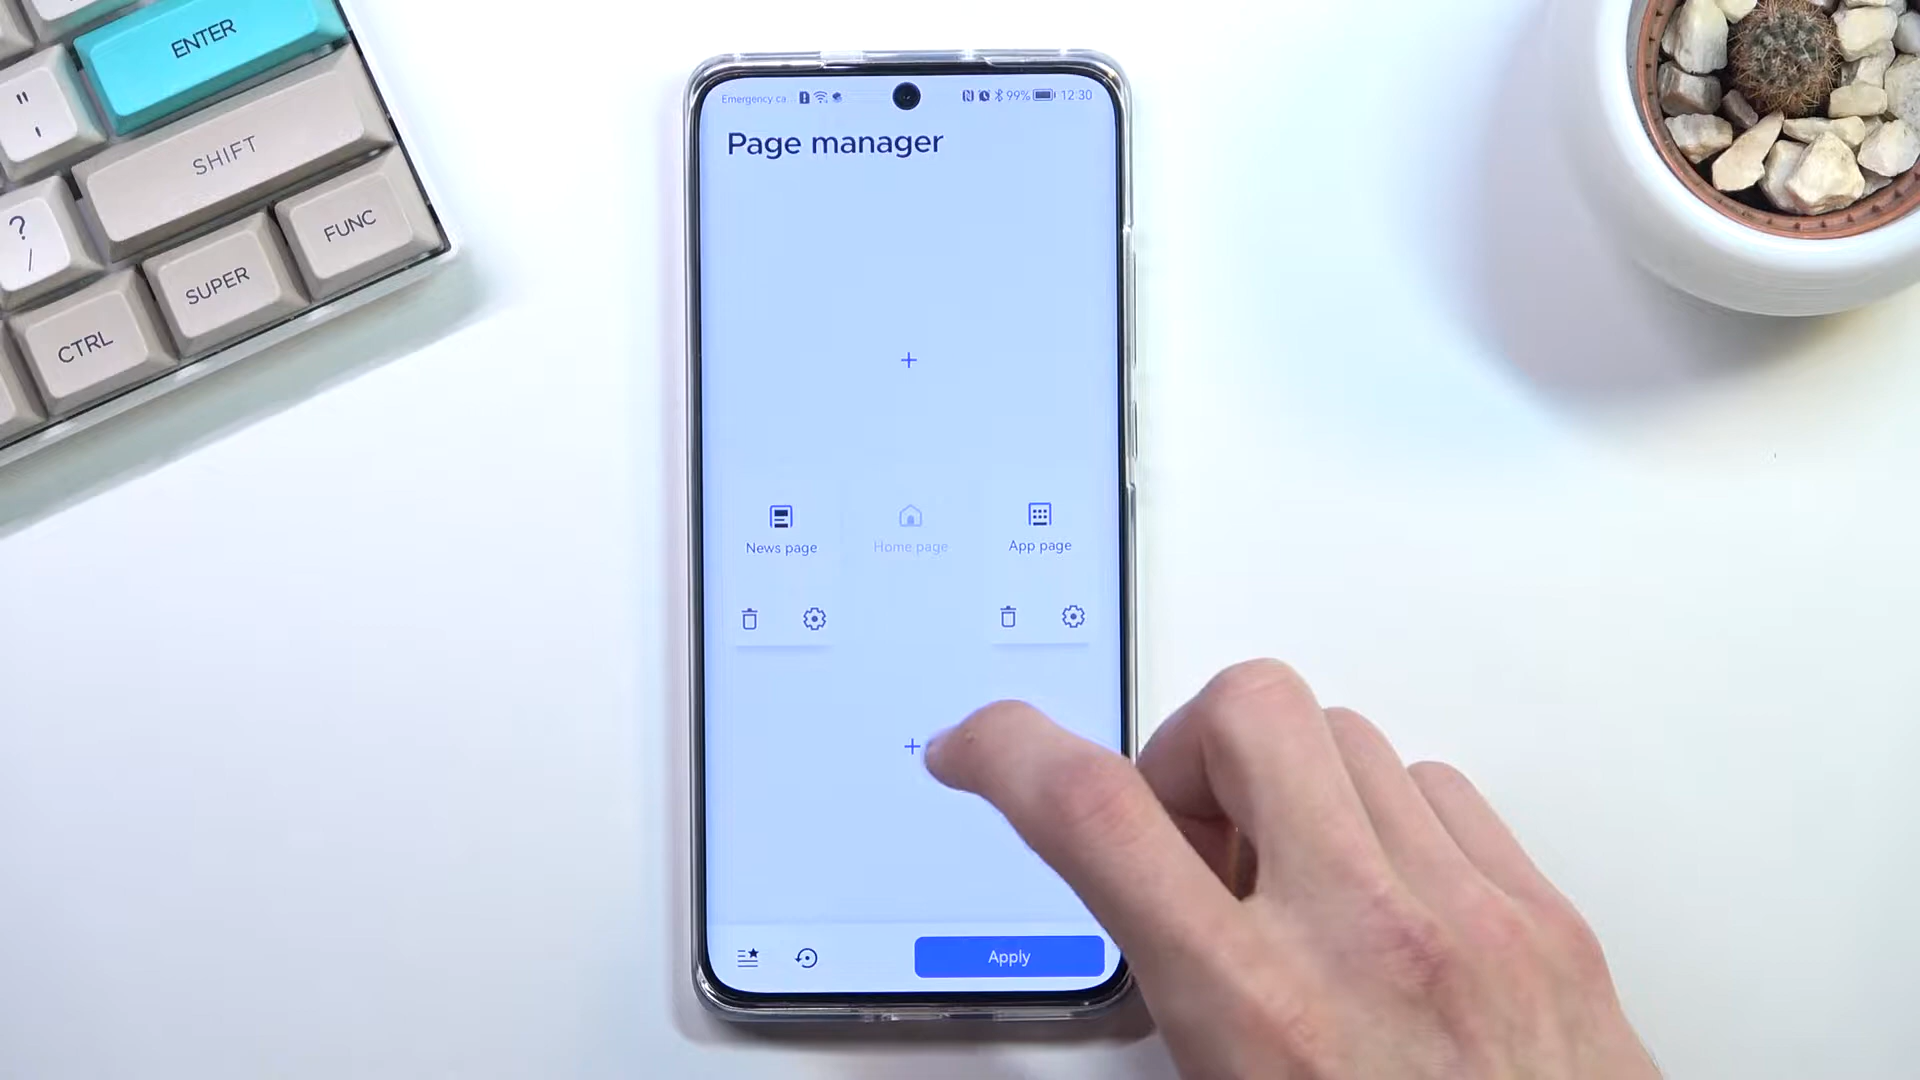 ENTER
"
'
SHIFT
?
/
SUPER
FUNC
CTRL
Emergency ca
99%
12:30
Page manager
+
News page
Home page
App page
+
Apply